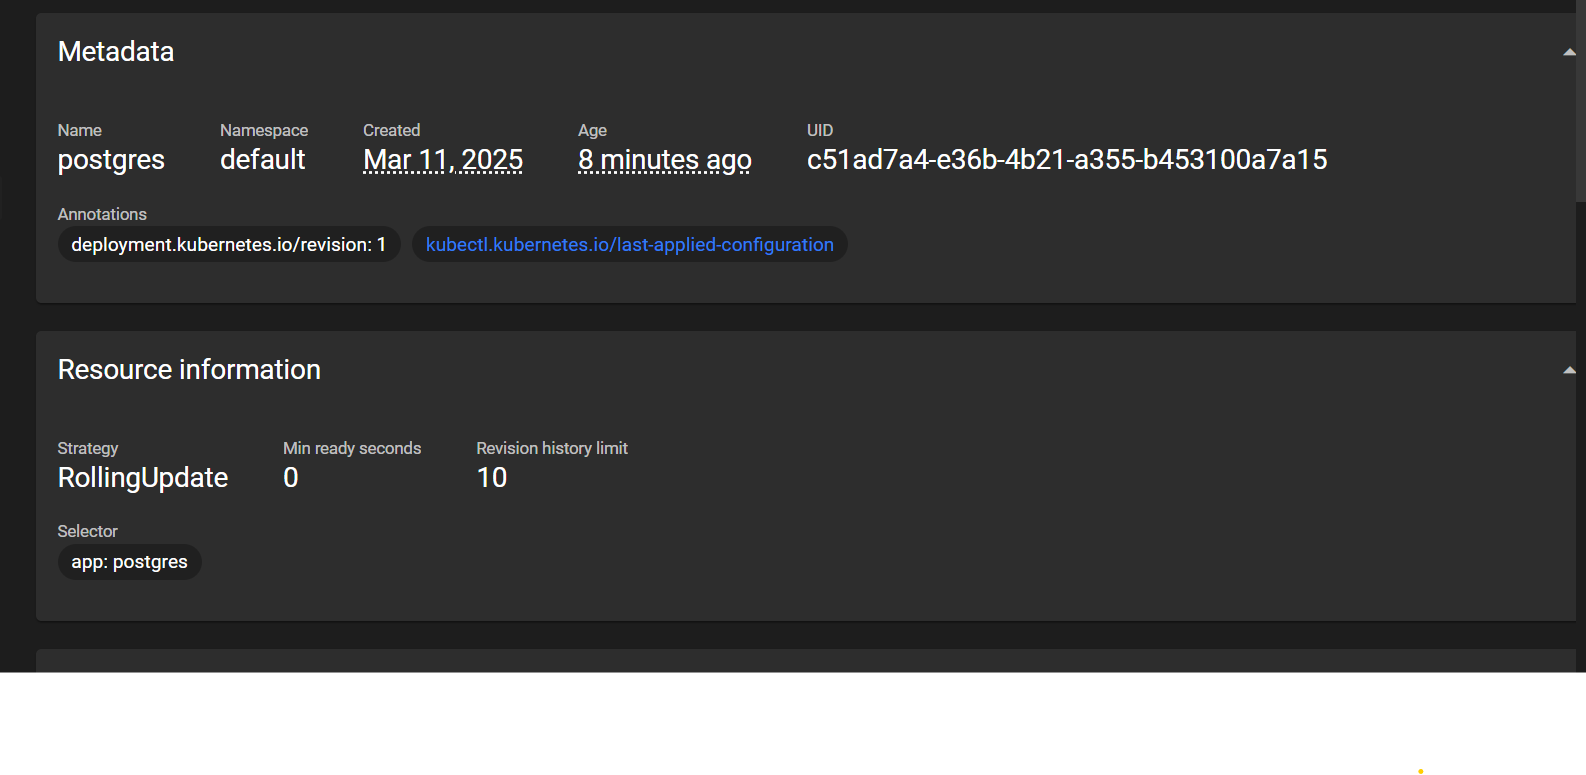 Metadata
Name Namespace Created Age UID
postgres default Mar 11, 2025 8 minutes ago c51ad7a4-e36b-4b21-a355-b453100a7a15
Annotations
deployment.kubernetes.io/revision: 1 kubectl.kubernetes.io/last-applied-configuration
Resource information
Strategy Min ready seconds Revision history limit
RollingUpdate 0 10
Selector
app: postgres